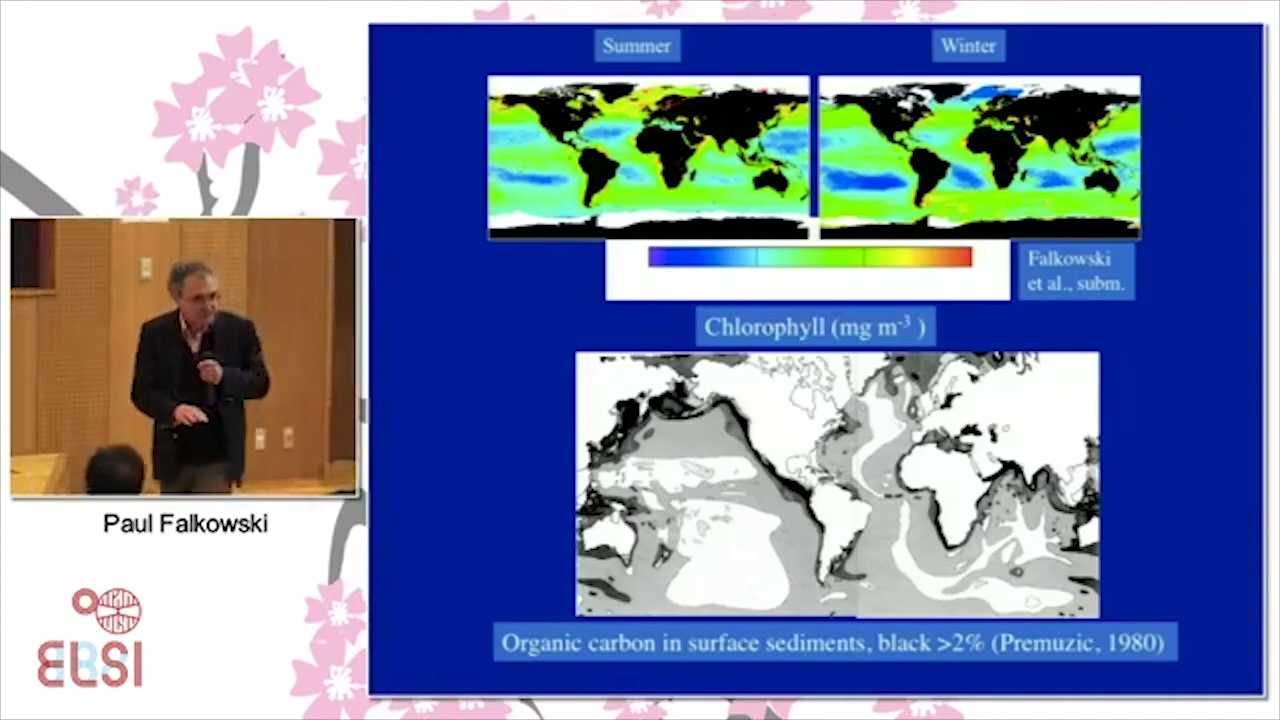 Summer
Winter
Falkowski
et al., subm.
Chlorophyll (mg m-3 )
Organic carbon in surface sediments, black >2% (Premuzic, 1980)
Paul Falkowski
ELSI